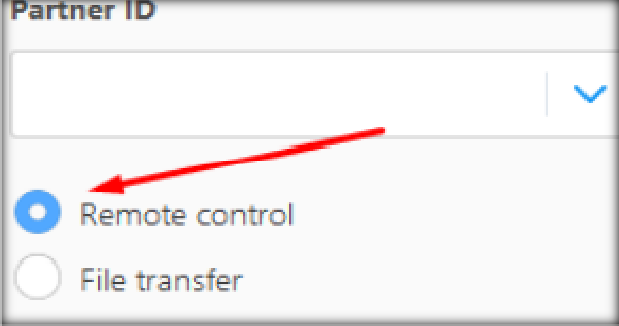 Partner ID
Remote control
File transfer